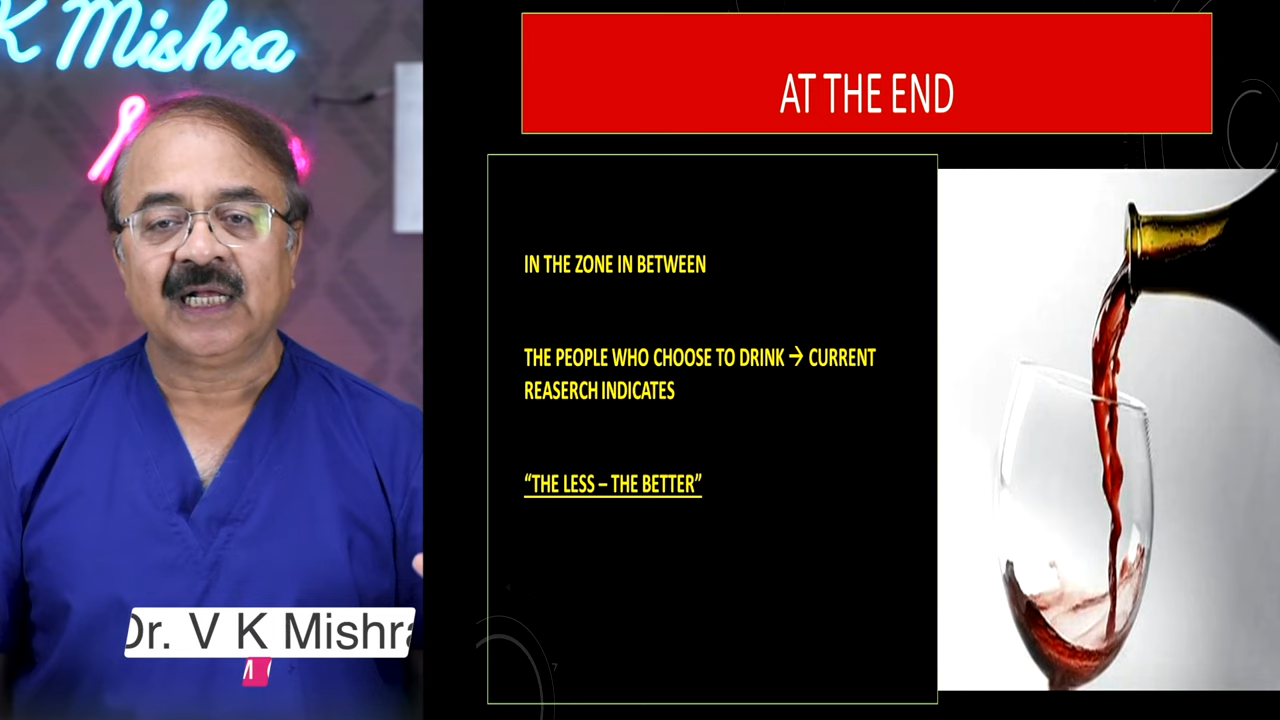 K Mishra
AT THE END
IN THE ZONE IN BETWEEN
THE PEOPLE WHO CHOOSE TO DRINK → CURRENT
REASERCH INDICATES
“THE LESS – THE BETTER”
Dr. V K Mishra